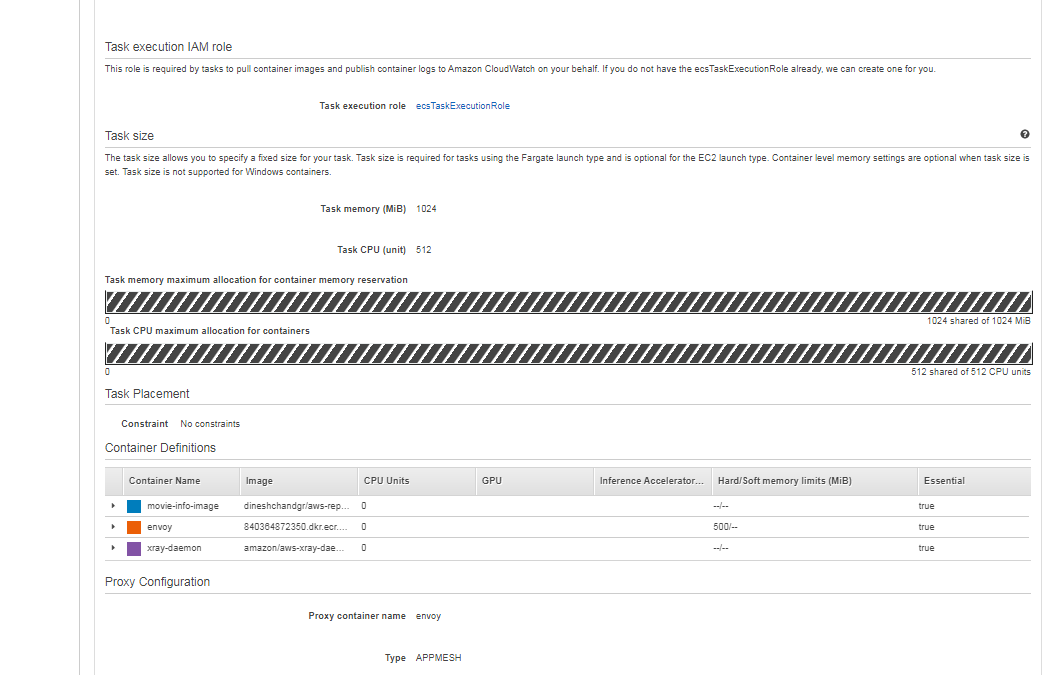 Task execution IAM role
This role is required by tasks to pull container images and publish container logs to Amazon CloudWatch on your behalf. If you do not have the ecsTaskExecutionRole already, we can create one for you.
Task execution role ecsTaskExecutionRole
Task size
The task size allows you to specify a fixed size for your task. Task size is required for tasks using the Fargate launch type and is optional for the EC2 launch type. Container level memory settings are optional when task size is
set. Task size is not supported for Windows containers.
Task memory (MiB) 1024
Task CPU (unit) 512
Task memory maximum allocation for container memory reservation
0 1024 shared of 1024 MiB
Task CPU maximum allocation for containers
0 512 shared of 512 CPU units
Task Placement
Constraint No constraints
Container Definitions
Container Name Image CPU Units GPU Inference Accelerator... Hard/Soft memory limits (MiB) Essential
movie-info-image dineshchandgr/aws-rep... 0 --/-- true
envoy 840364872350.dkr.ecr.... 0 500/-- true
xray-daemon amazon/aws-xray-dae... 0 --/-- true
Proxy Configuration
Proxy container name envoy
Type APPMESH